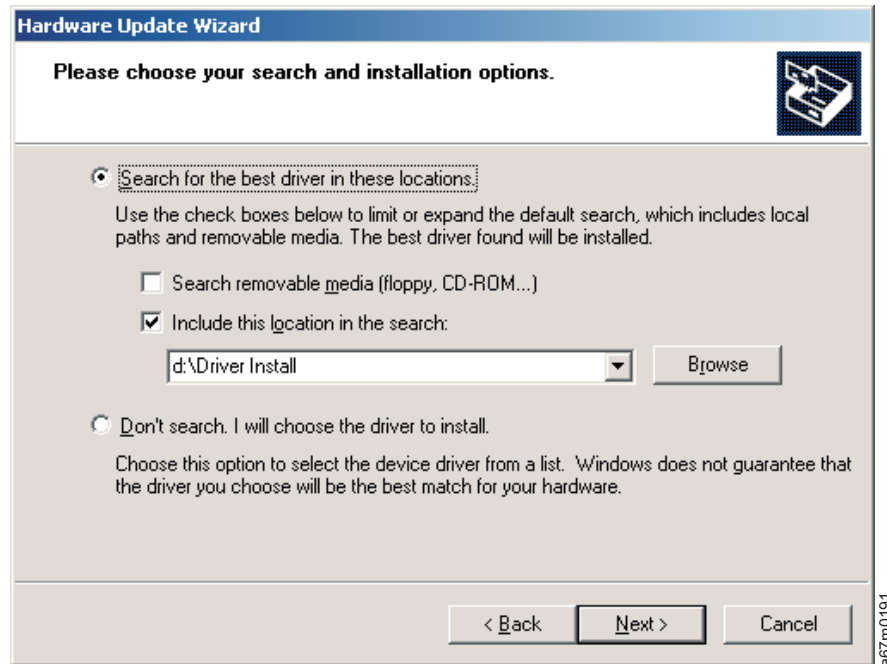 Hardware Update Wizard
Please choose your search and installation options.
Search for the best driver in these locations.
Use the check boxes below to limit or expand the default search, which includes local
paths and removable media. The best driver found will be installed.
Search removable media (floppy, CD-ROM...)
Include this location in the search:
d:\Driver Install
Browse
Don't search. I will choose the driver to install.
Choose this option to select the device driver from a list. Windows does not guarantee that
the driver you choose will be the best match for your hardware.
< Back
Next >
Cancel
a67m0191